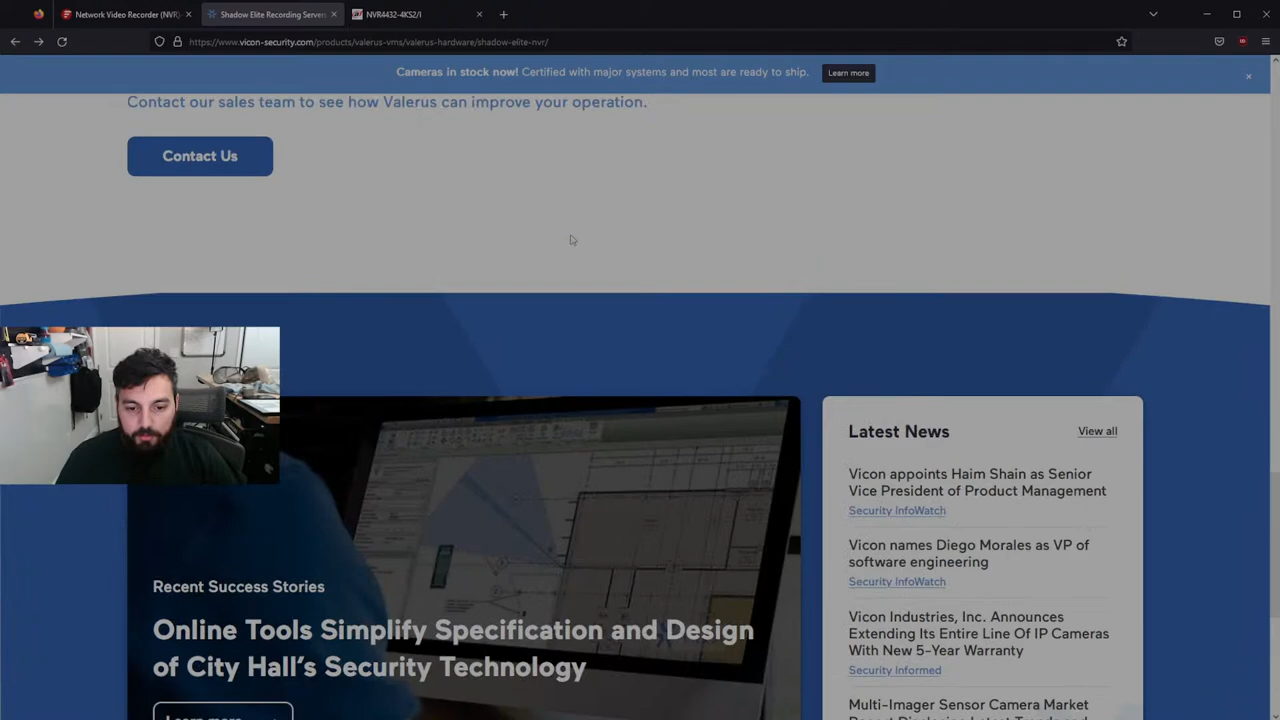 Network Video Recorder (NVR)
Shadow Elite Recording Servers
NVR4432-4KS2/I
https://www.vicon-security.com/products/valerus-vms/valerus-hardware/shadow-elite-nvr/
Cameras in stock now! Certified with major systems and most are ready to ship.
Learn more
Contact our sales team to see how Valerus can improve your operation.
Contact Us
Latest News
View all
Vicon appoints Haim Shain as Senior
Vice President of Product Management
Security InfoWatch
Vicon names Diego Morales as VP of
software engineering
Security InfoWatch
Vicon Industries, Inc. Announces
Extending Its Entire Line Of IP Cameras
With New 5-Year Warranty
Security Informed
Multi-Imager Sensor Camera Market
Recent Success Stories
Online Tools Simplify Specification and Design
of City Hall's Security Technology
Learn more